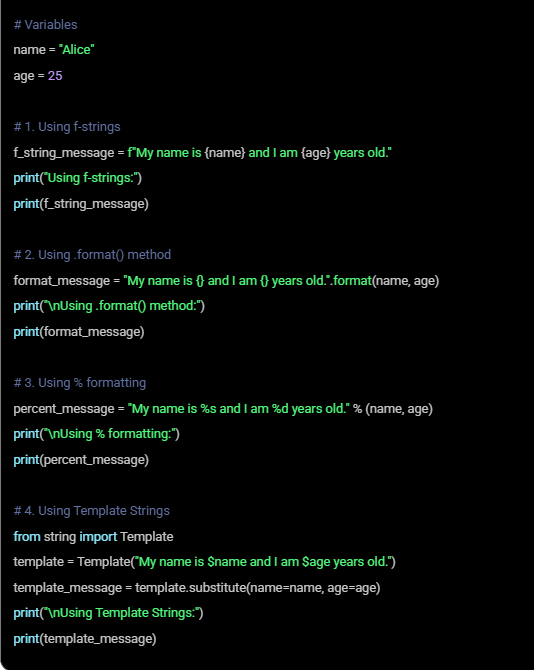 # Variables
name = "Alice"
age = 25
# 1. Using f-strings
f_string_message = f"My name is {name} and I am {age} years old."
print("Using f-strings:")
print(f_string_message)
# 2. Using .format() method
format_message = "My name is {} and I am {} years old.".format(name, age)
print("\nUsing .format() method:")
print(format_message)
# 3. Using % formatting
percent_message = "My name is %s and I am %d years old." % (name, age)
print("\nUsing % formatting:")
print(percent_message)
# 4. Using Template Strings
from string import Template
template = Template("My name is $name and I am $age years old.")
template_message = template.substitute(name=name, age=age)
print("\nUsing Template Strings:")
print(template_message)